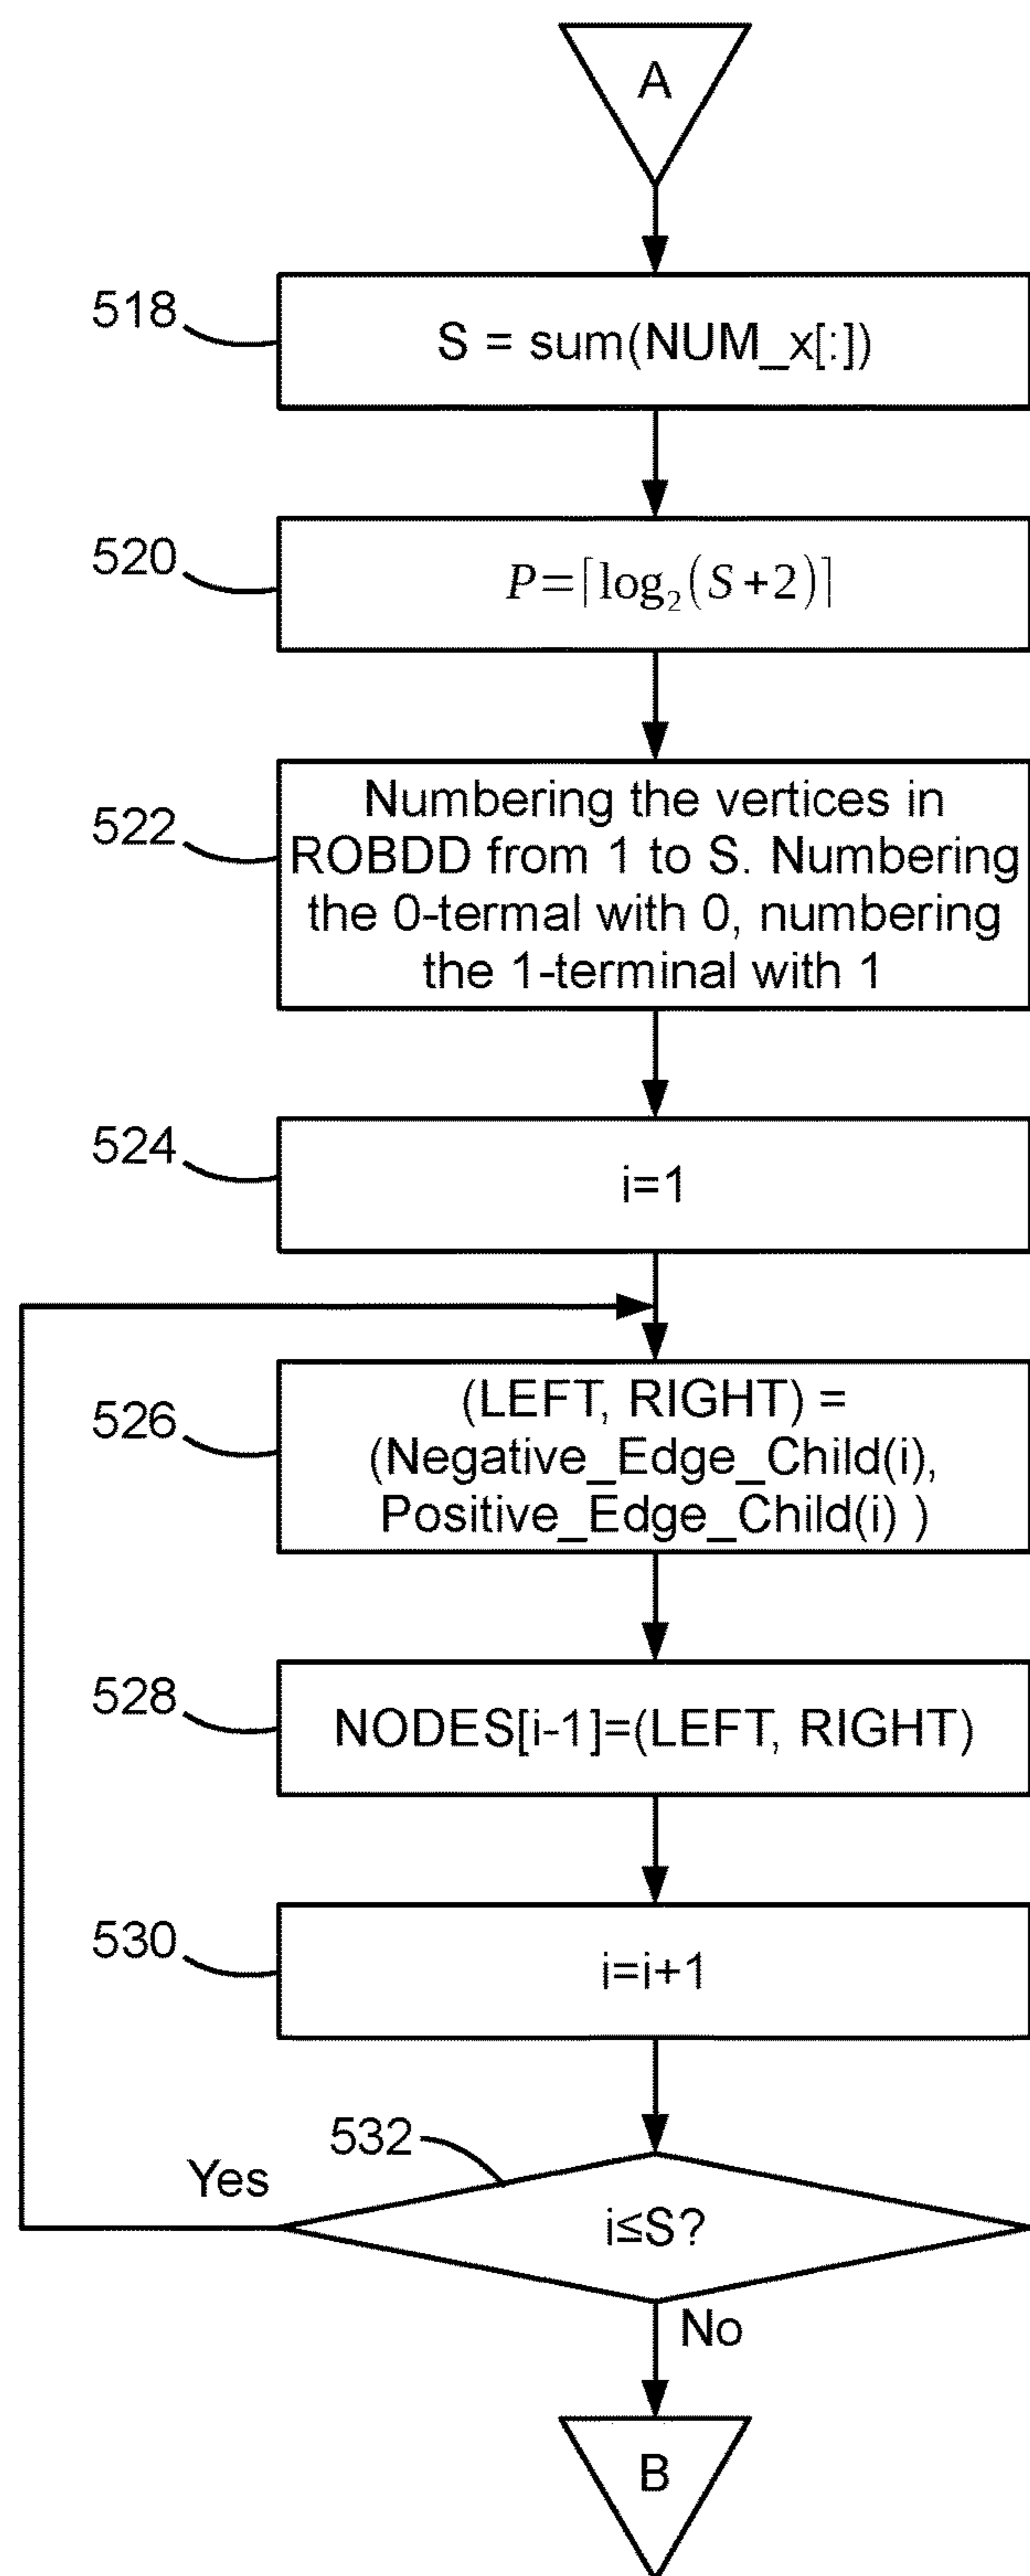 A
518
S = sum(NUM_x[:])
520
P=⌈log₂(S+2)⌉
522
Numbering the vertices in
ROBDD from 1 to S. Numbering
the 0-termal with 0, numbering
the 1-terminal with 1
524
i=1
526
(LEFT, RIGHT) =
(Negative_Edge_Child(i),
Positive_Edge_Child(i) )
528
NODES[i-1]=(LEFT, RIGHT)
530
i=i+1
532
Yes
i≤S?
No
B